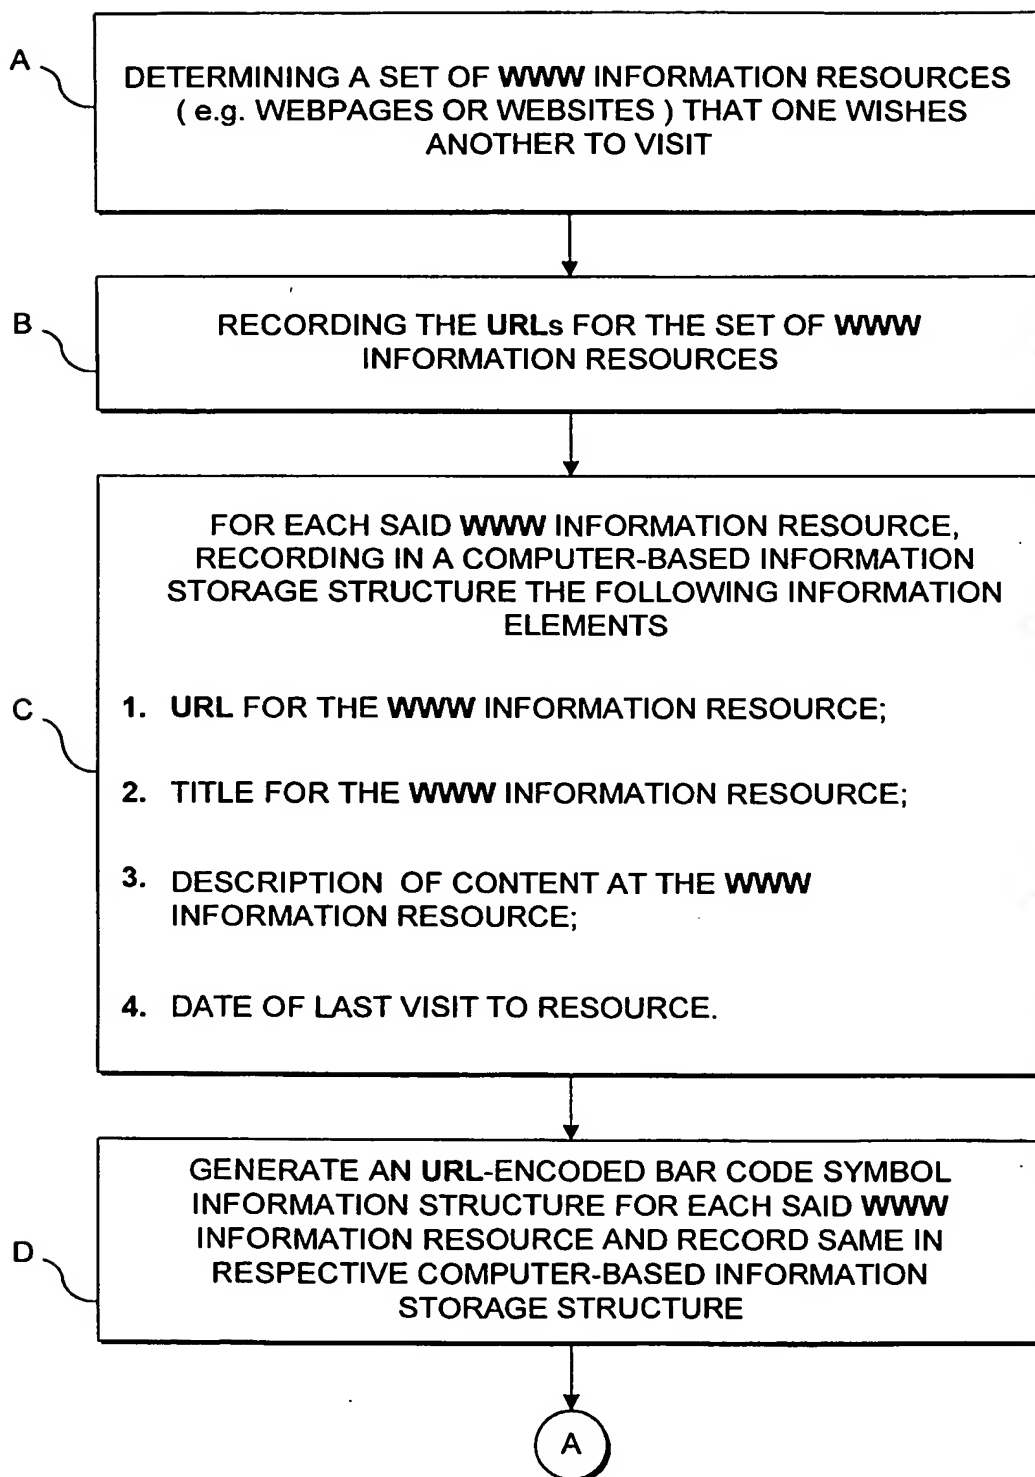 A
DETERMINING A SET OF WWW INFORMATION RESOURCES
( e.g. WEBPAGES OR WEBSITES ) THAT ONE WISHES
ANOTHER TO VISIT
B
RECORDING THE URLs FOR THE SET OF WWW
INFORMATION RESOURCES
FOR EACH SAID WWW INFORMATION RESOURCE,
RECORDING IN A COMPUTER-BASED INFORMATION
STORAGE STRUCTURE THE FOLLOWING INFORMATION
ELEMENTS
C
1. URL FOR THE WWW INFORMATION RESOURCE;
2. TITLE FOR THE WWW INFORMATION RESOURCE;
3. DESCRIPTION OF CONTENT AT THE WWW
INFORMATION RESOURCE;
4. DATE OF LAST VISIT TO RESOURCE.
D
GENERATE AN URL-ENCODED BAR CODE SYMBOL
INFORMATION STRUCTURE FOR EACH SAID WWW
INFORMATION RESOURCE AND RECORD SAME IN
RESPECTIVE COMPUTER-BASED INFORMATION
STORAGE STRUCTURE
A